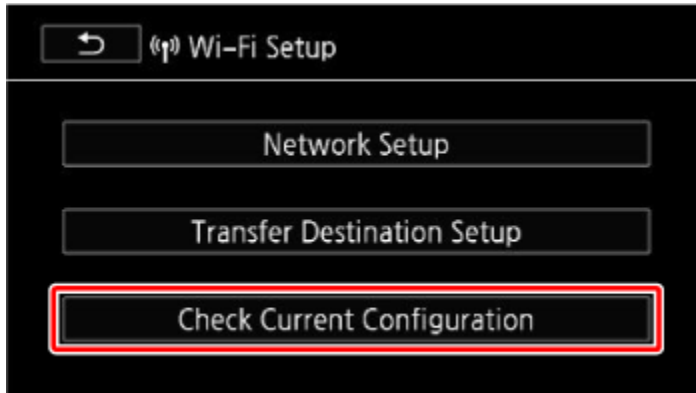 Wi-Fi Setup
Network Setup
Transfer Destination Setup
Check Current Configuration